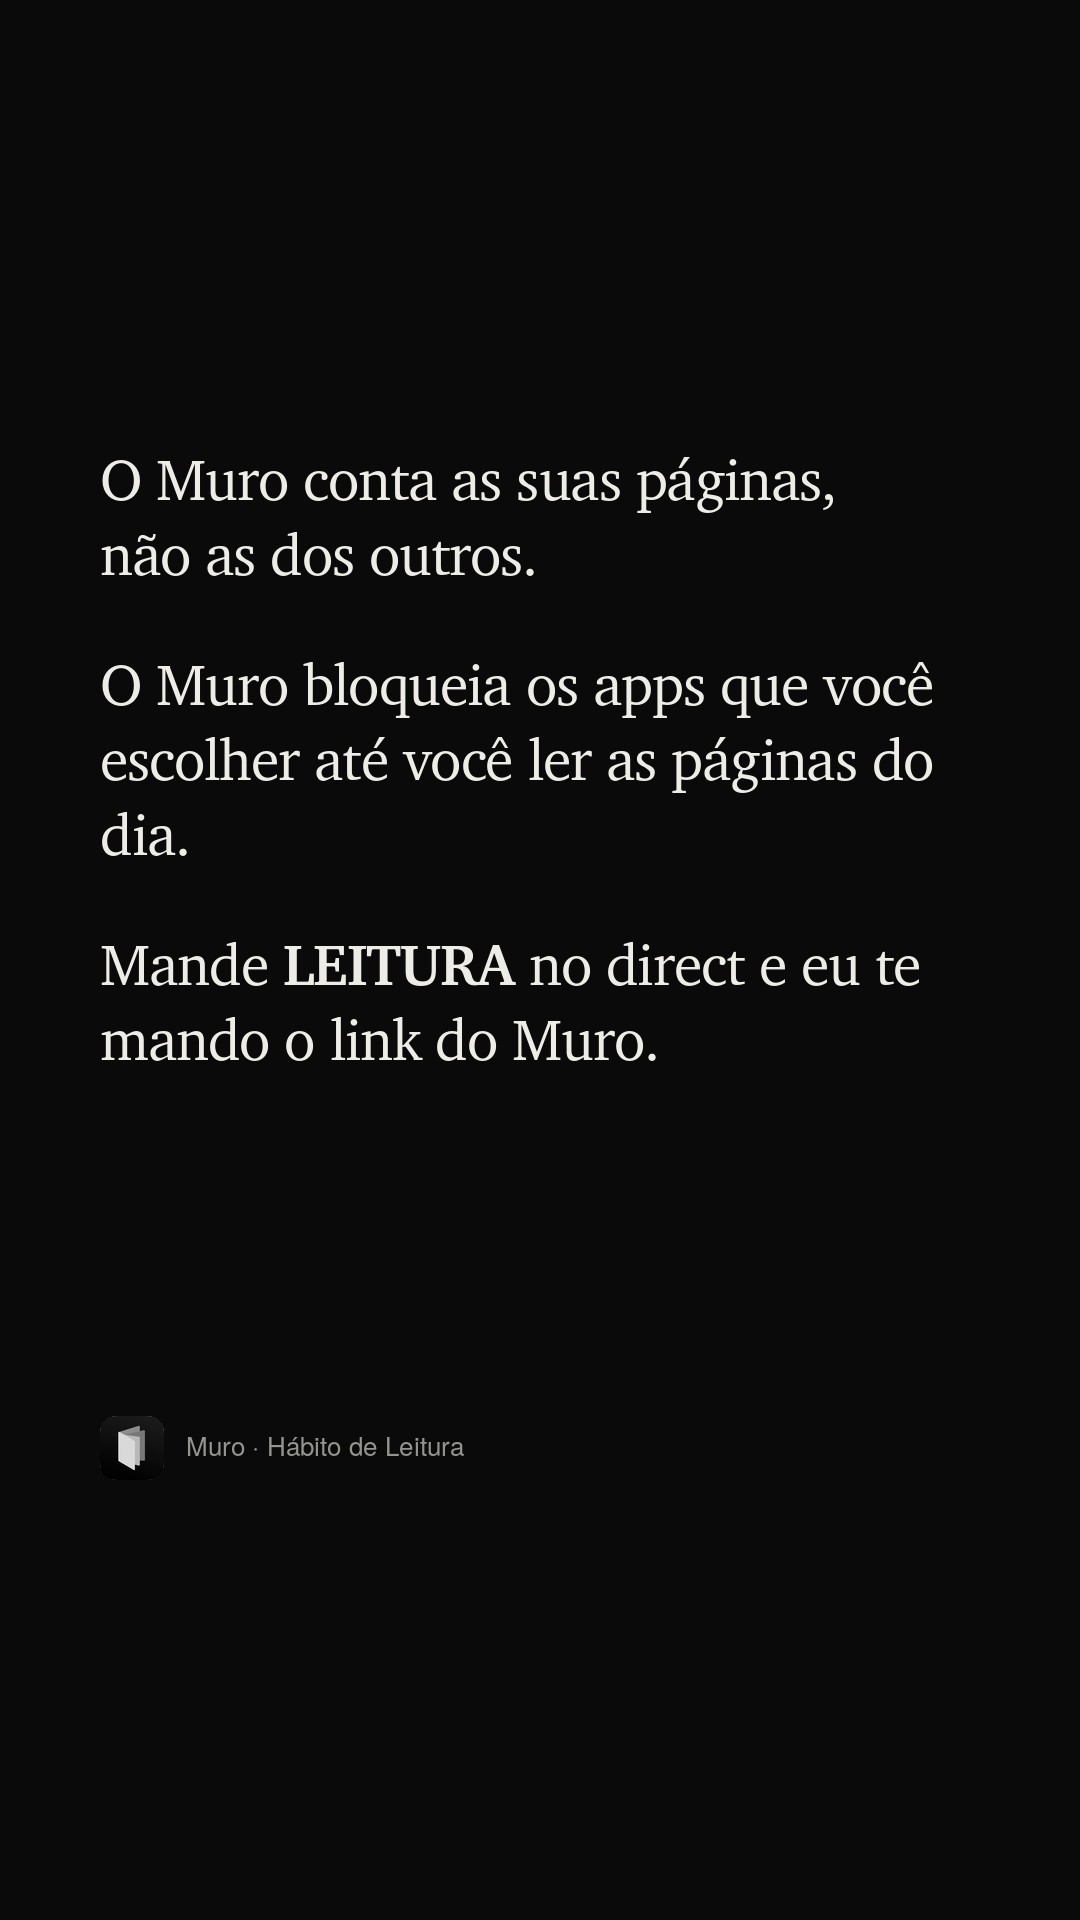 O Muro conta as suas páginas,
não as dos outros.
O Muro bloqueia os apps que você
escolher até você ler as páginas do
dia.
Mande LEITURA no direct e eu te
mando o link do Muro.
Muro · Hábito de Leitura